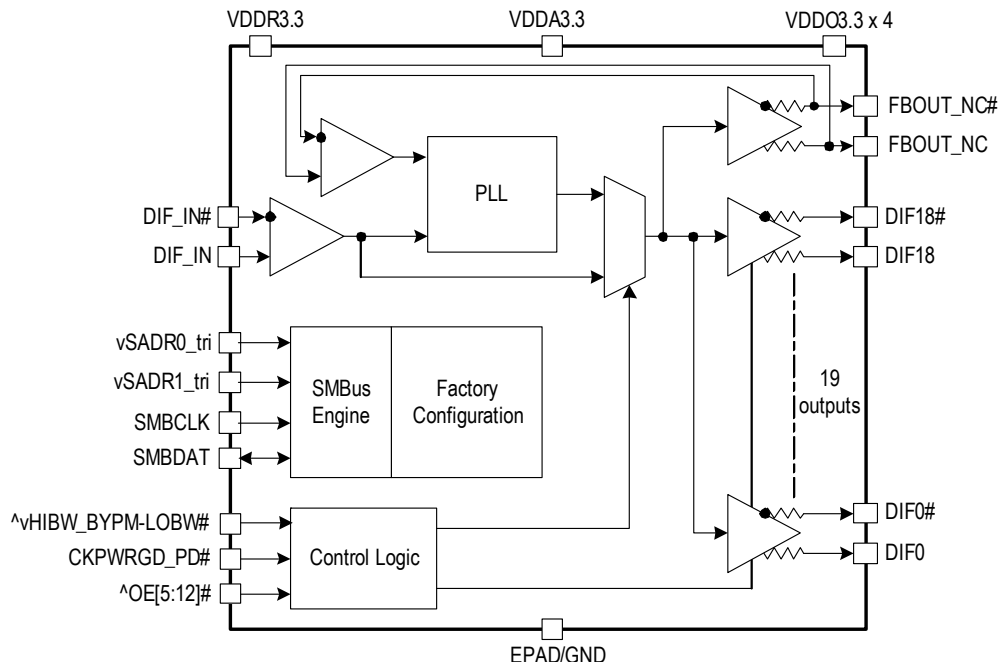 VDDR3.3
VDDA3.3
VDDO3.3 x 4
FBOUT_NC#
FBOUT_NC
PLL
DIF_IN#
DIF_IN
DIF18#
DIF18
vSADR0_tri
vSADR1_tri
SMBCLK
SMBDAT
SMBus
Engine
Factory
Configuration
19
outputs
^vHIBW_BYPM-LOBW#
CKPWRGD_PD#
^OE[5:12]#
Control Logic
DIF0#
DIF0
EPAD/GND